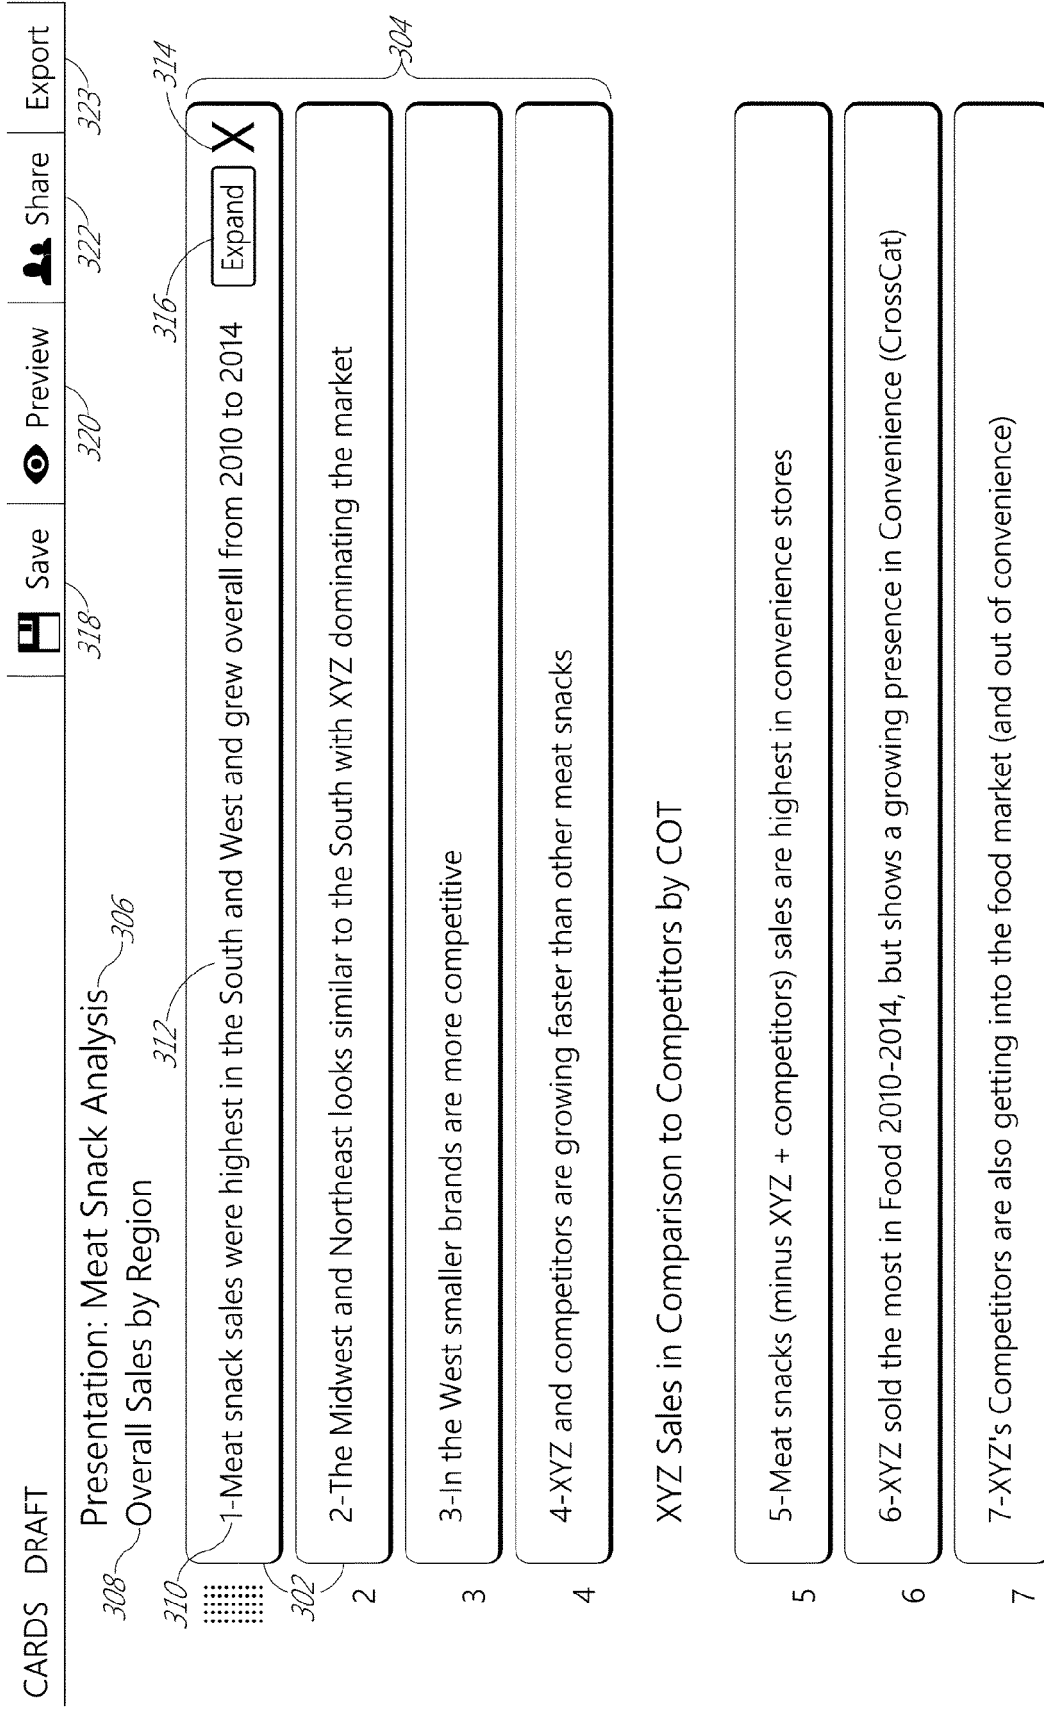 CARDS DRAFT Save Preview Share Export
318 320 322 323
Presentation: Meat Snack Analysis 306
308 Overall Sales by Region
312 316 314
310 1-Meat snack sales were highest in the South and West and grew overall from 2010 to 2014 Expand X
302
304
2 2-The Midwest and Northeast looks similar to the South with XYZ dominating the market
3 3-In the West smaller brands are more competitive
4 4-XYZ and competitors are growing faster than other meat snacks
XYZ Sales in Comparison to Competitors by COT
5 5-Meat snacks (minus XYZ + competitors) sales are highest in convenience stores
6 6-XYZ sold the most in Food 2010-2014, but shows a growing presence in Convenience (CrossCat)
7 7-XYZ's Competitors are also getting into the food market (and out of convenience)